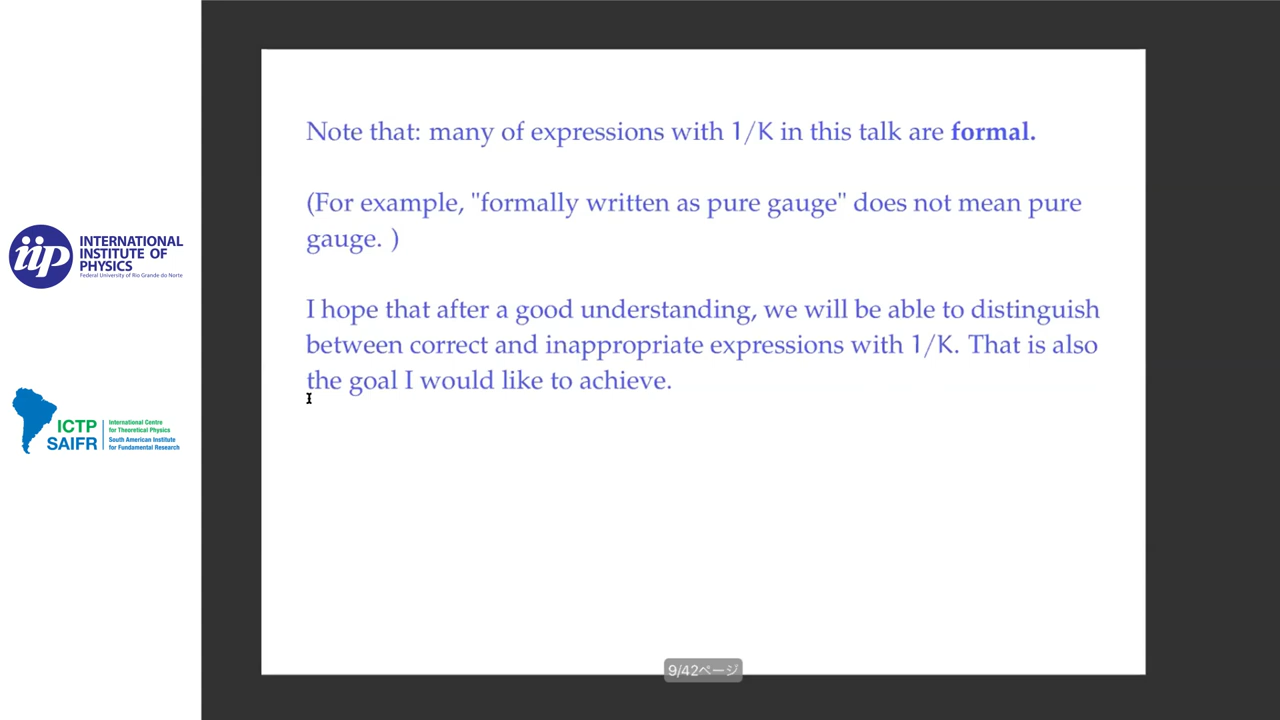 Note that: many of expressions with 1/K in this talk are formal.
(For example, "formally written as pure gauge" does not mean pure
gauge. )
I hope that after a good understanding, we will be able to distinguish
between correct and inappropriate expressions with 1/K. That is also
the goal I would like to achieve.
9/42ページ
iip
INTERNATIONAL
INSTITUTE OF
PHYSICS
Federal University of Rio Grande do Norte
ICTP
SAIFR
International Centre
for Theoretical Physics
South American Institute
for Fundamental Research